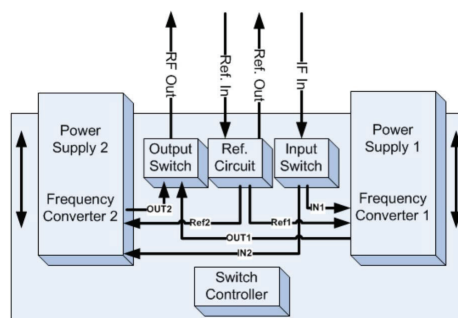 RF Out
Ref. In
Ref. Out
IF In
Power
Supply 2
Frequency
Converter 2
Output
Switch
Ref.
Circuit
Input
Switch
Power
Supply 1
Frequency
Converter 1
OUT2
IN1
Ref2
Ref1
OUT1
IN2
Switch
Controller